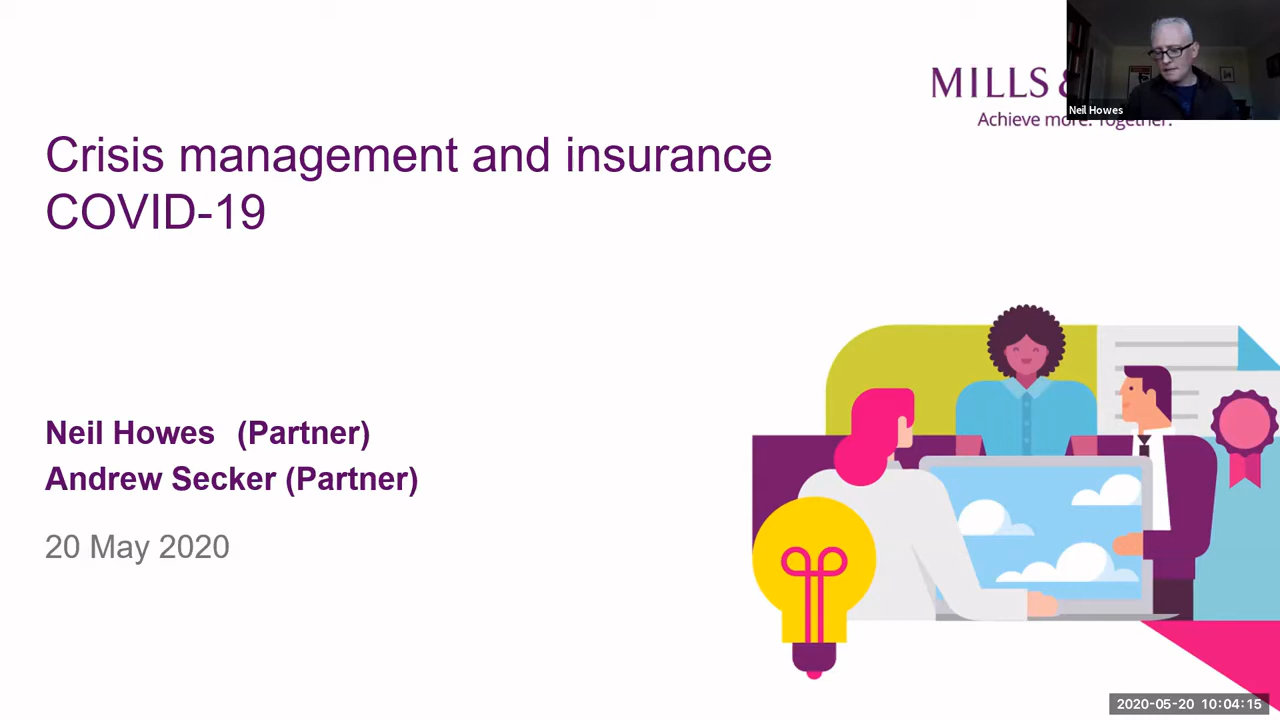 MILLS &
Neil Howes
Achieve more. Together.
Crisis management and insurance
COVID-19
Neil Howes (Partner)
Andrew Secker (Partner)
20 May 2020
2020-05-20 10:04:15